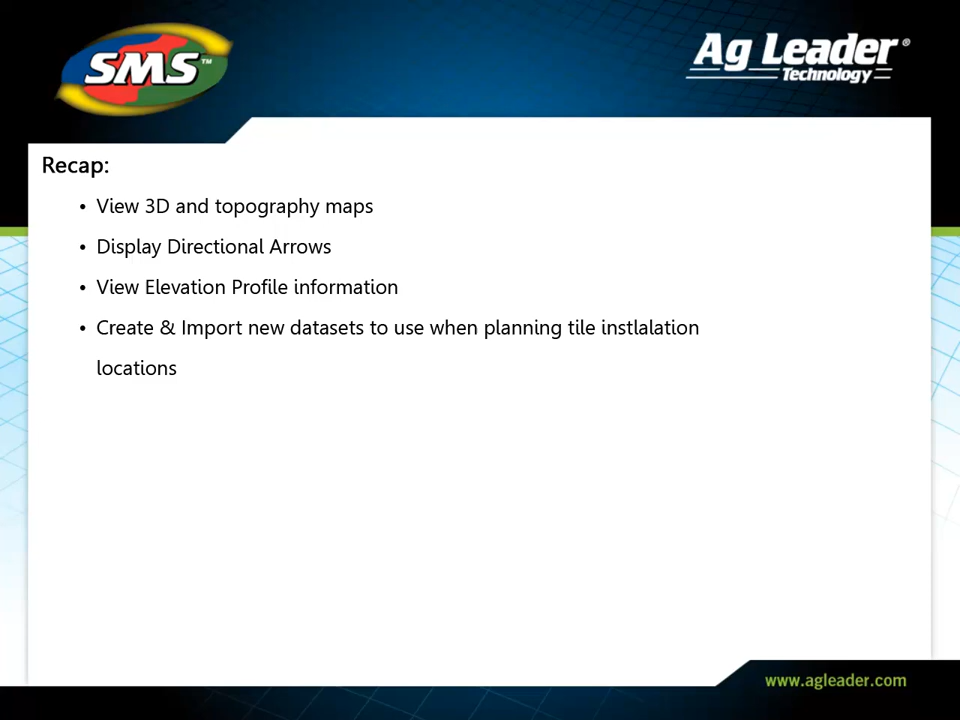 SMS™
Ag Leader®
Technology
Recap:
• View 3D and topography maps
• Display Directional Arrows
• View Elevation Profile information
• Create & Import new datasets to use when planning tile instlalation
locations
www.agleader.com